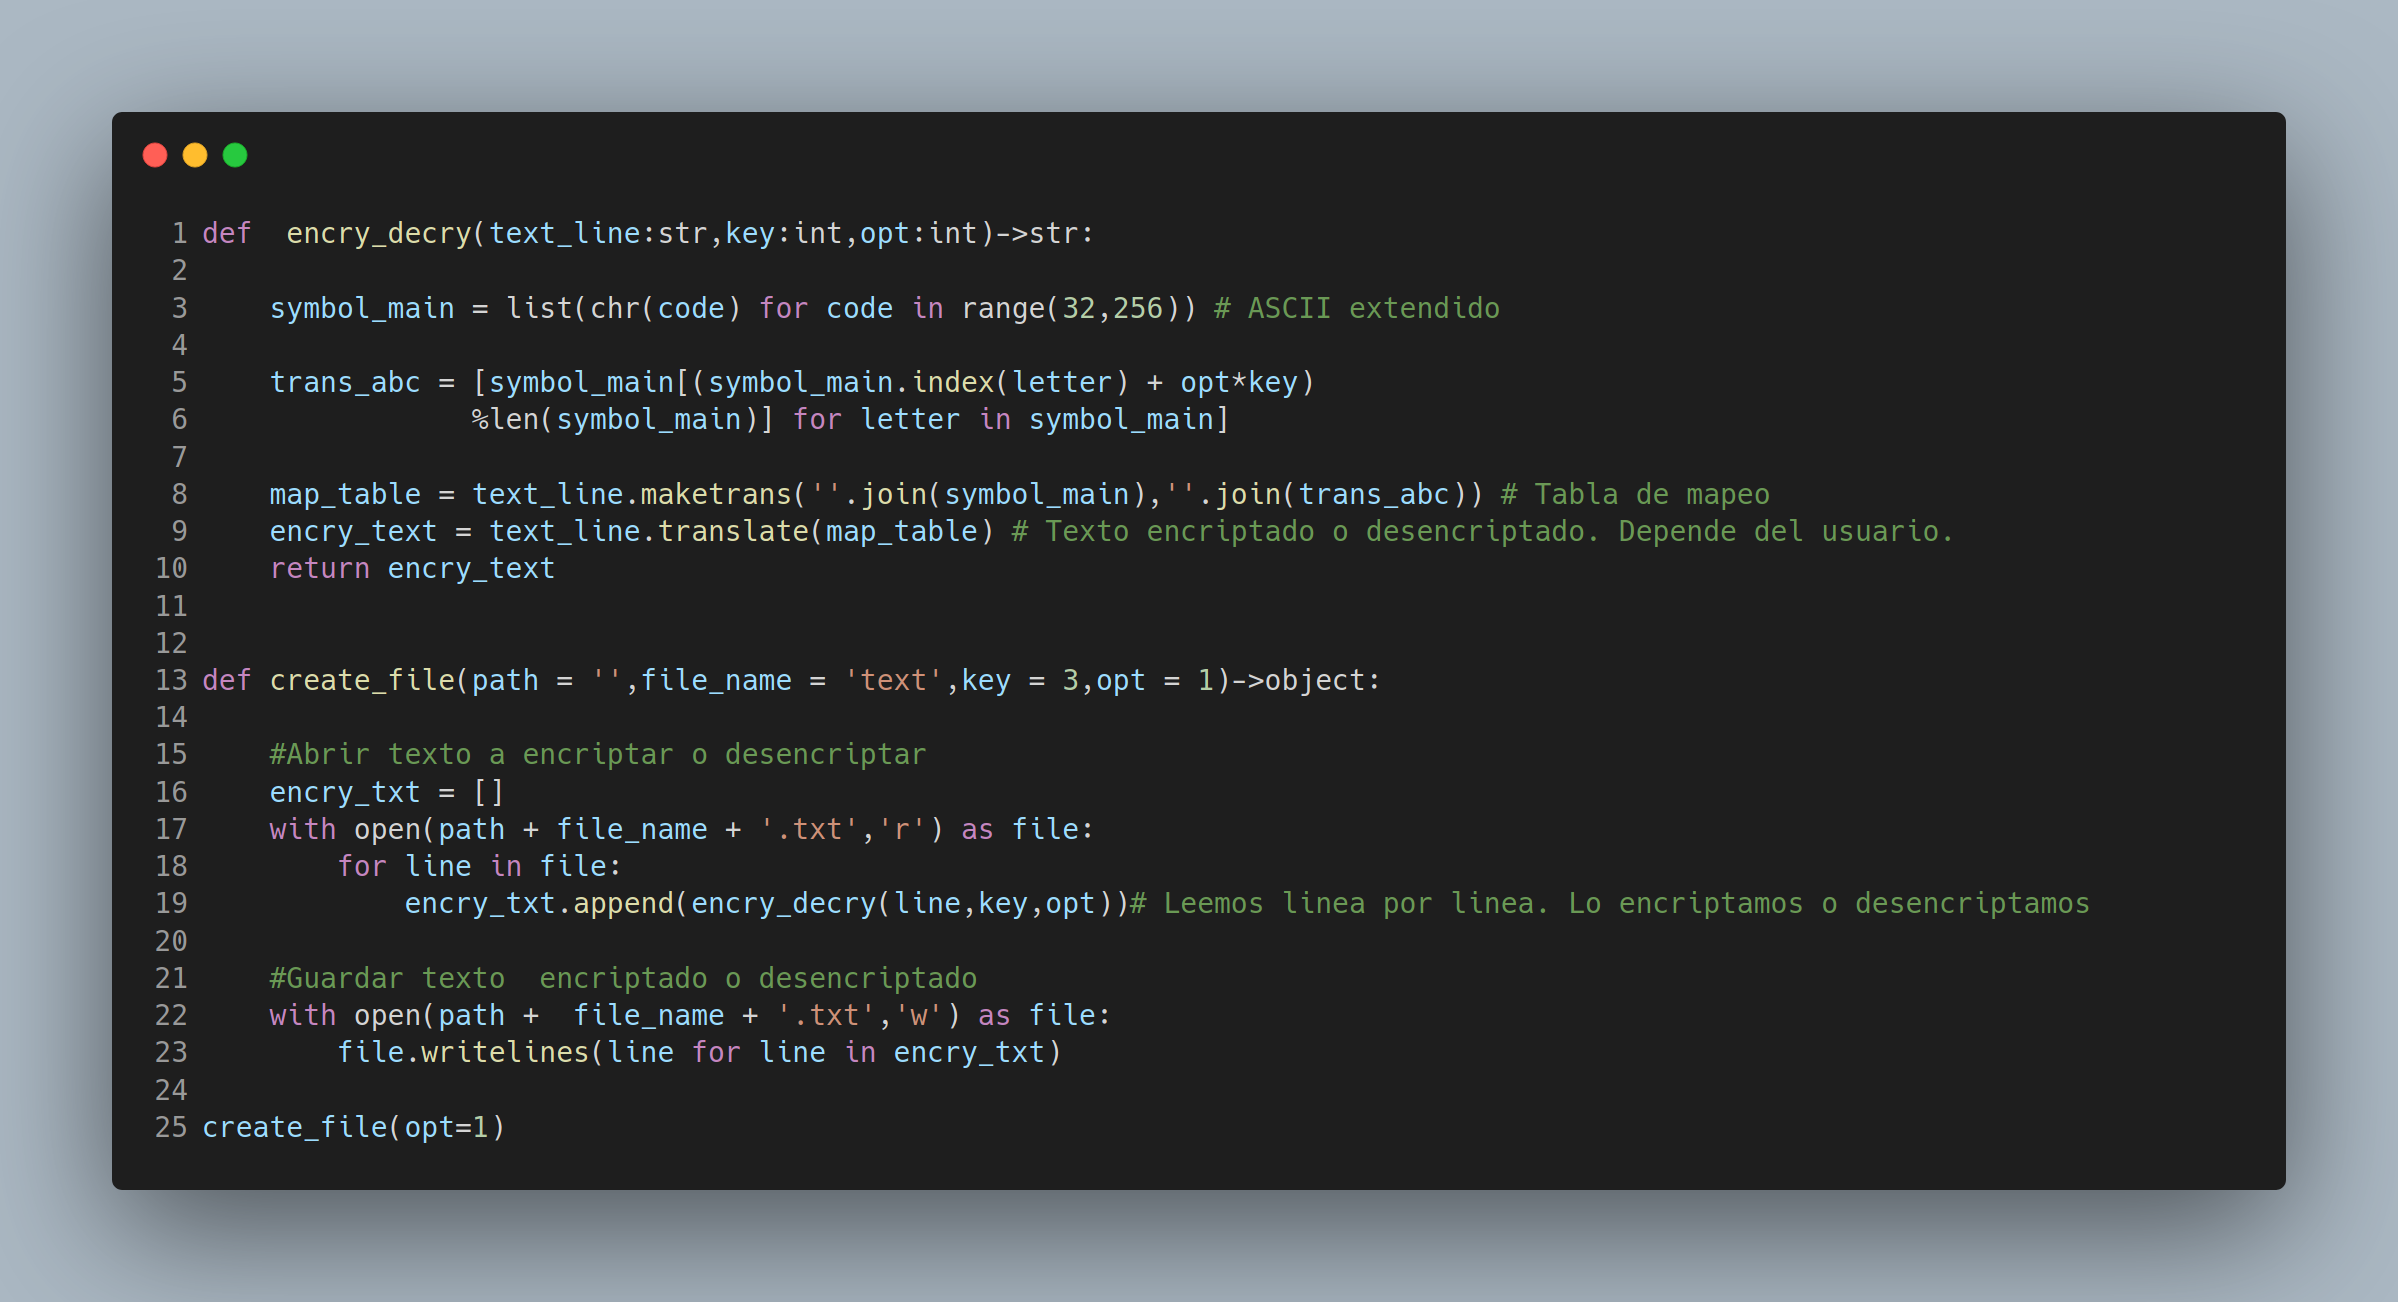 1 def  encry_decry(text_line:str,key:int,opt:int)->str:
2
3     symbol_main = list(chr(code) for code in range(32,256)) # ASCII extendido
4
5     trans_abc = [symbol_main[(symbol_main.index(letter) + opt*key)
6                 %len(symbol_main)] for letter in symbol_main]
7
8     map_table = text_line.maketrans(''.join(symbol_main),''.join(trans_abc)) # Tabla de mapeo
9     encry_text = text_line.translate(map_table) # Texto encriptado o desencriptado. Depende del usuario.
10     return encry_text
11
12
13 def create_file(path = '',file_name = 'text',key = 3,opt = 1)->object:
14
15     #Abrir texto a encriptar o desencriptar
16     encry_txt = []
17     with open(path + file_name + '.txt','r') as file:
18         for line in file:
19             encry_txt.append(encry_decry(line,key,opt))# Leemos linea por linea. Lo encriptamos o desencriptamos
20
21     #Guardar texto  encriptado o desencriptado
22     with open(path +  file_name + '.txt','w') as file:
23         file.writelines(line for line in encry_txt)
24
25 create_file(opt=1)